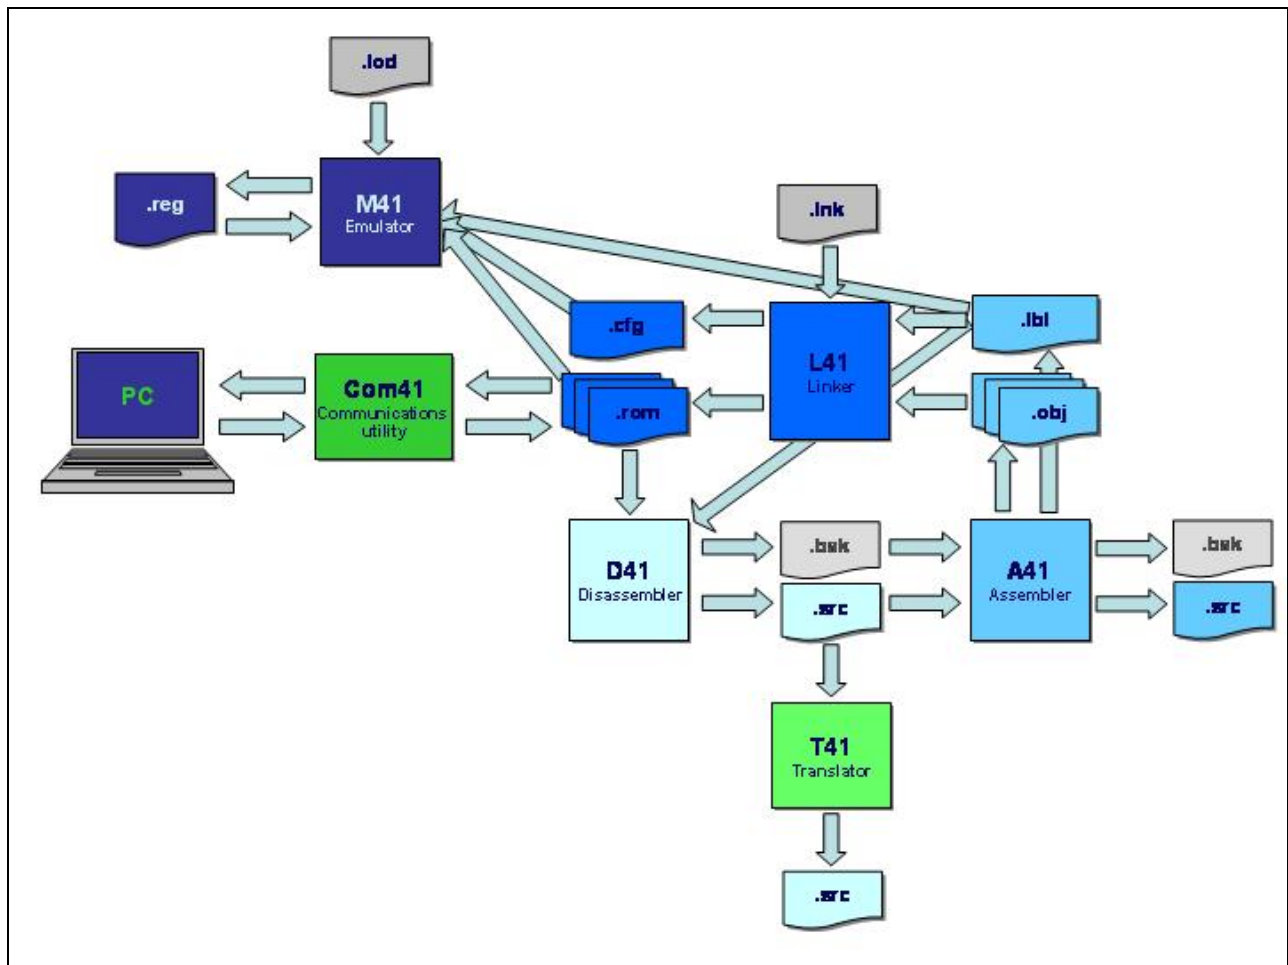 .lod
M41
Emulator
.reg
.lnk
.cfg
L41
Linker
.lbl
PC
Com41
Communications
utility
.rom
.obj
D41
Disassembler
.bak
.src
A41
Assembler
.bak
.src
T41
Translator
.src